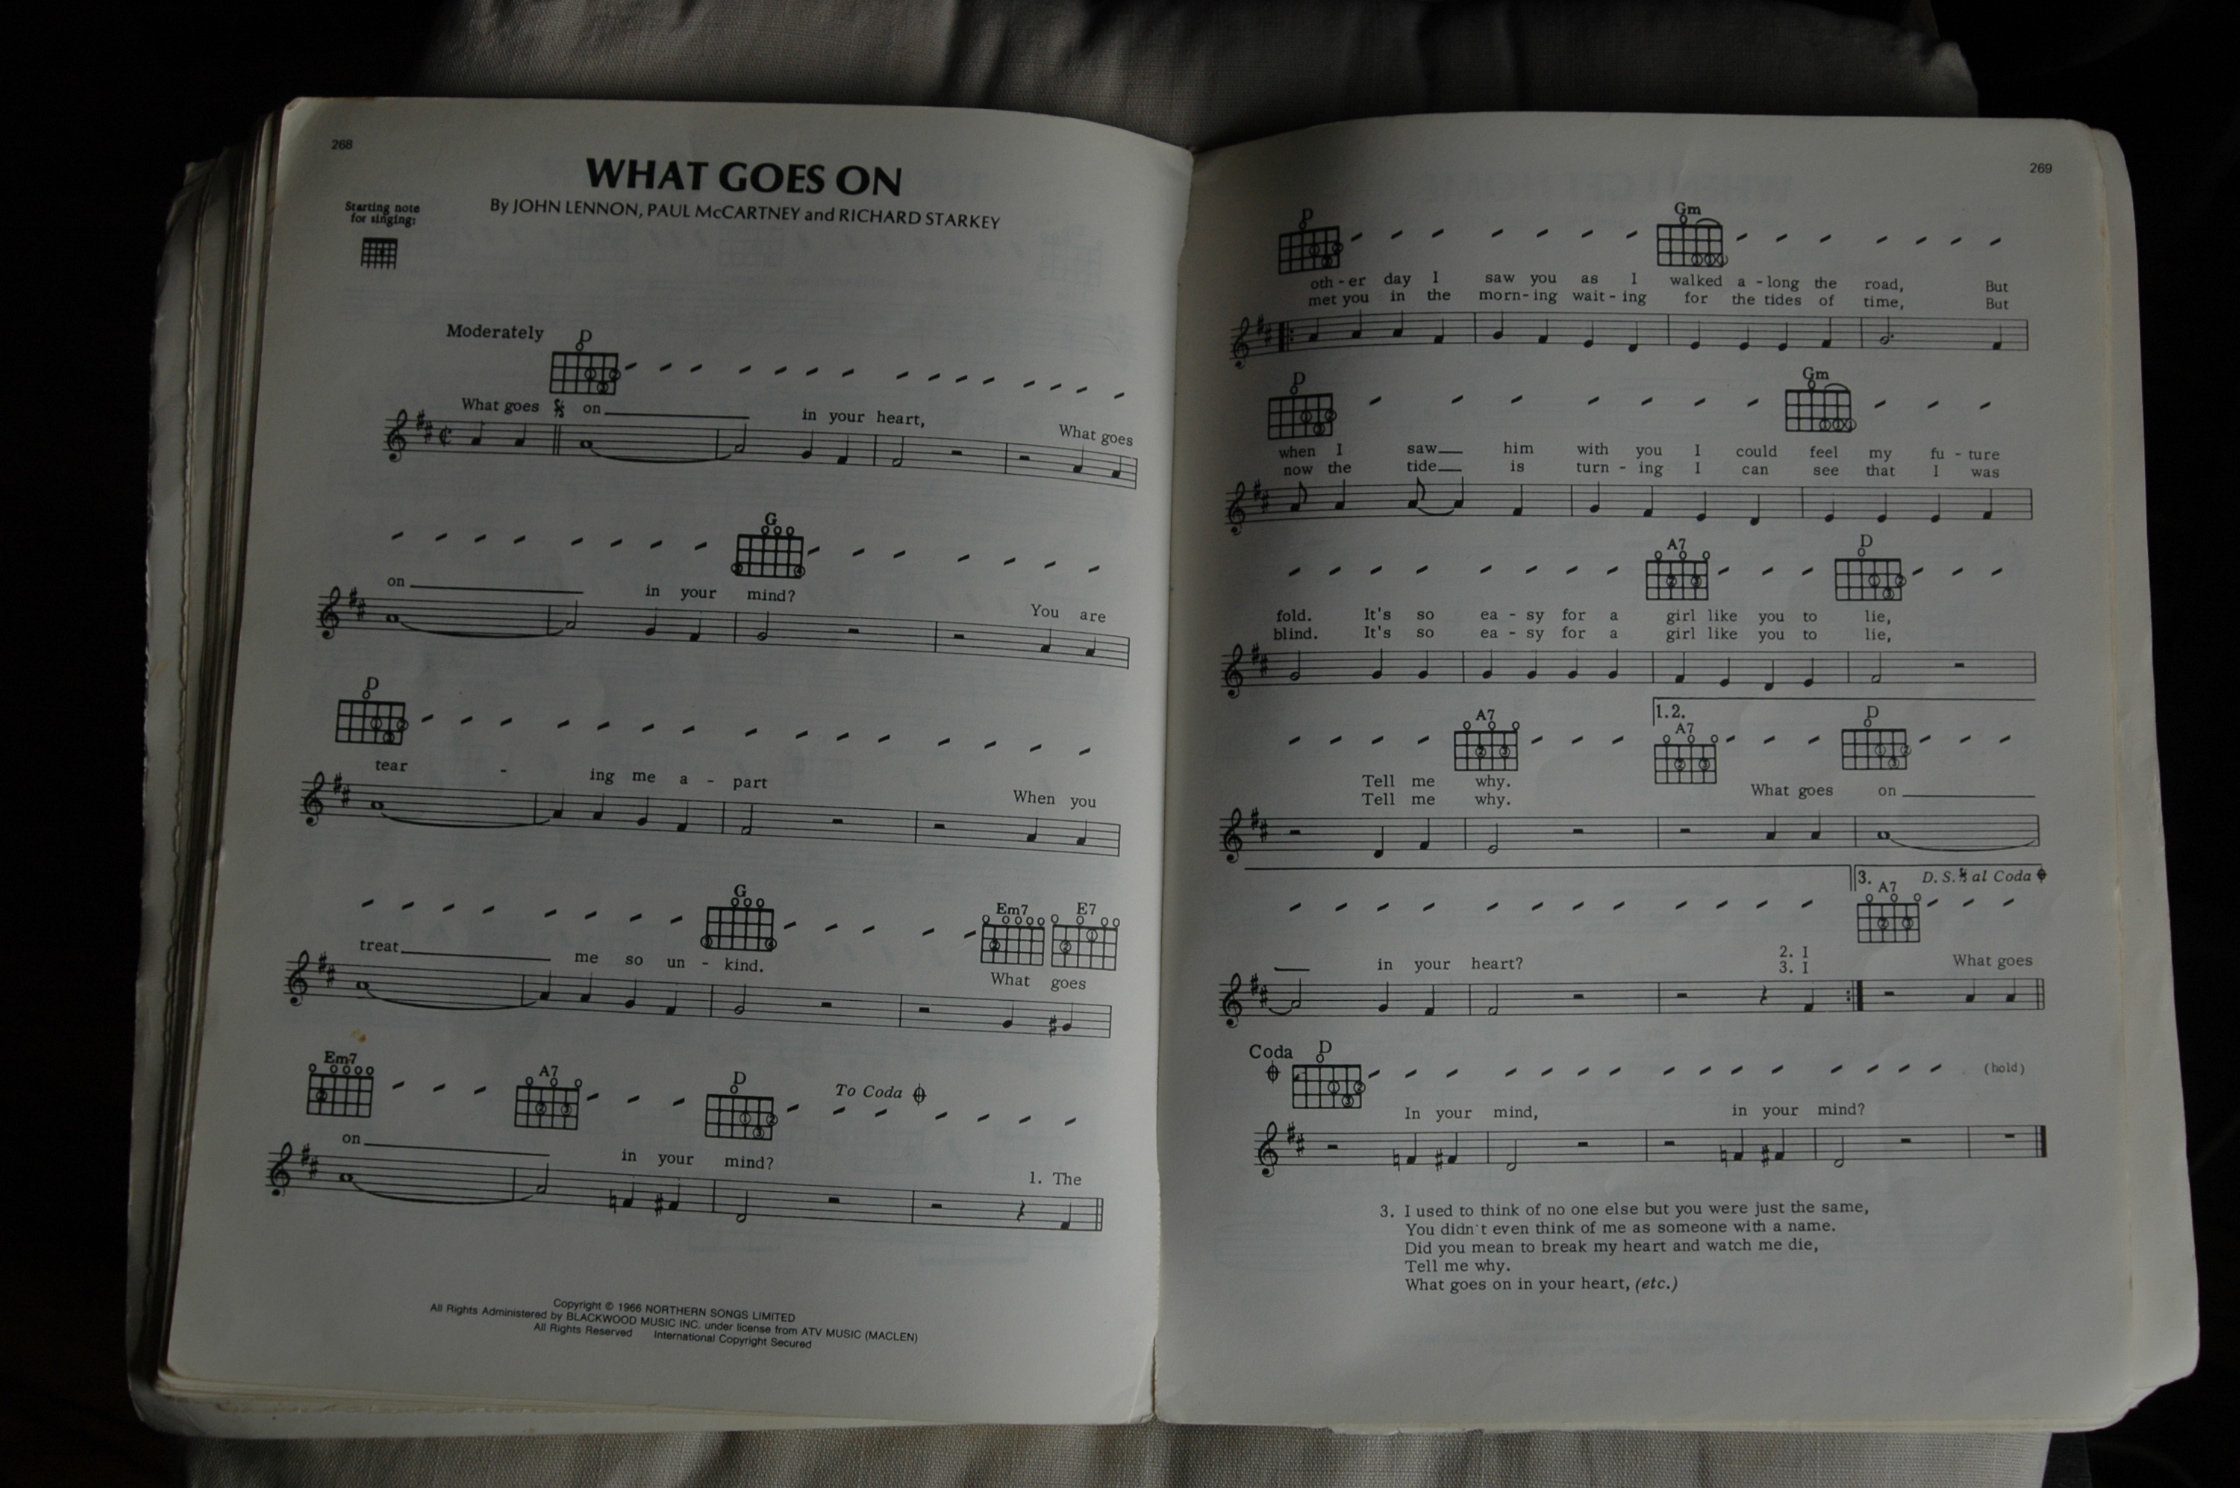 268
WHAT GOES ON
By JOHN LENNON, PAUL McCARTNEY and RICHARD STARKEY
Starting note
for singing:
Moderately
D
What goes on in your heart, What goes
G
on in your mind? You are
D
tear - ing me a - part When you
G Em7 E7
treat me so un - kind. What goes
Em7 A7 D To Coda
on in your mind? 1. The
Copyright © 1966 NORTHERN SONGS LIMITED
All Rights Administered by BLACKWOOD MUSIC INC. under license from ATV MUSIC (MACLEN)
All Rights Reserved International Copyright Secured
269
D Gm
oth - er day I saw you as I walked a - long the road, But
met you in the morn - ing wait - ing for the tides of time, But
D Gm
when I saw him with you I could feel my fu - ture
now the tide is turn - ing I can see that I was
A7 D
fold. It's so ea - sy for a girl like you to lie,
blind. It's so ea - sy for a girl like you to lie,
A7 1.2. A7 D
Tell me why. What goes on
Tell me why.
3. A7 D.S. al Coda
in your heart? 2. I What goes
3. I
Coda D (hold)
In your mind, in your mind?
3. I used to think of no one else but you were just the same,
You didn't even think of me as someone with a name.
Did you mean to break my heart and watch me die,
Tell me why.
What goes on in your heart, (etc.)